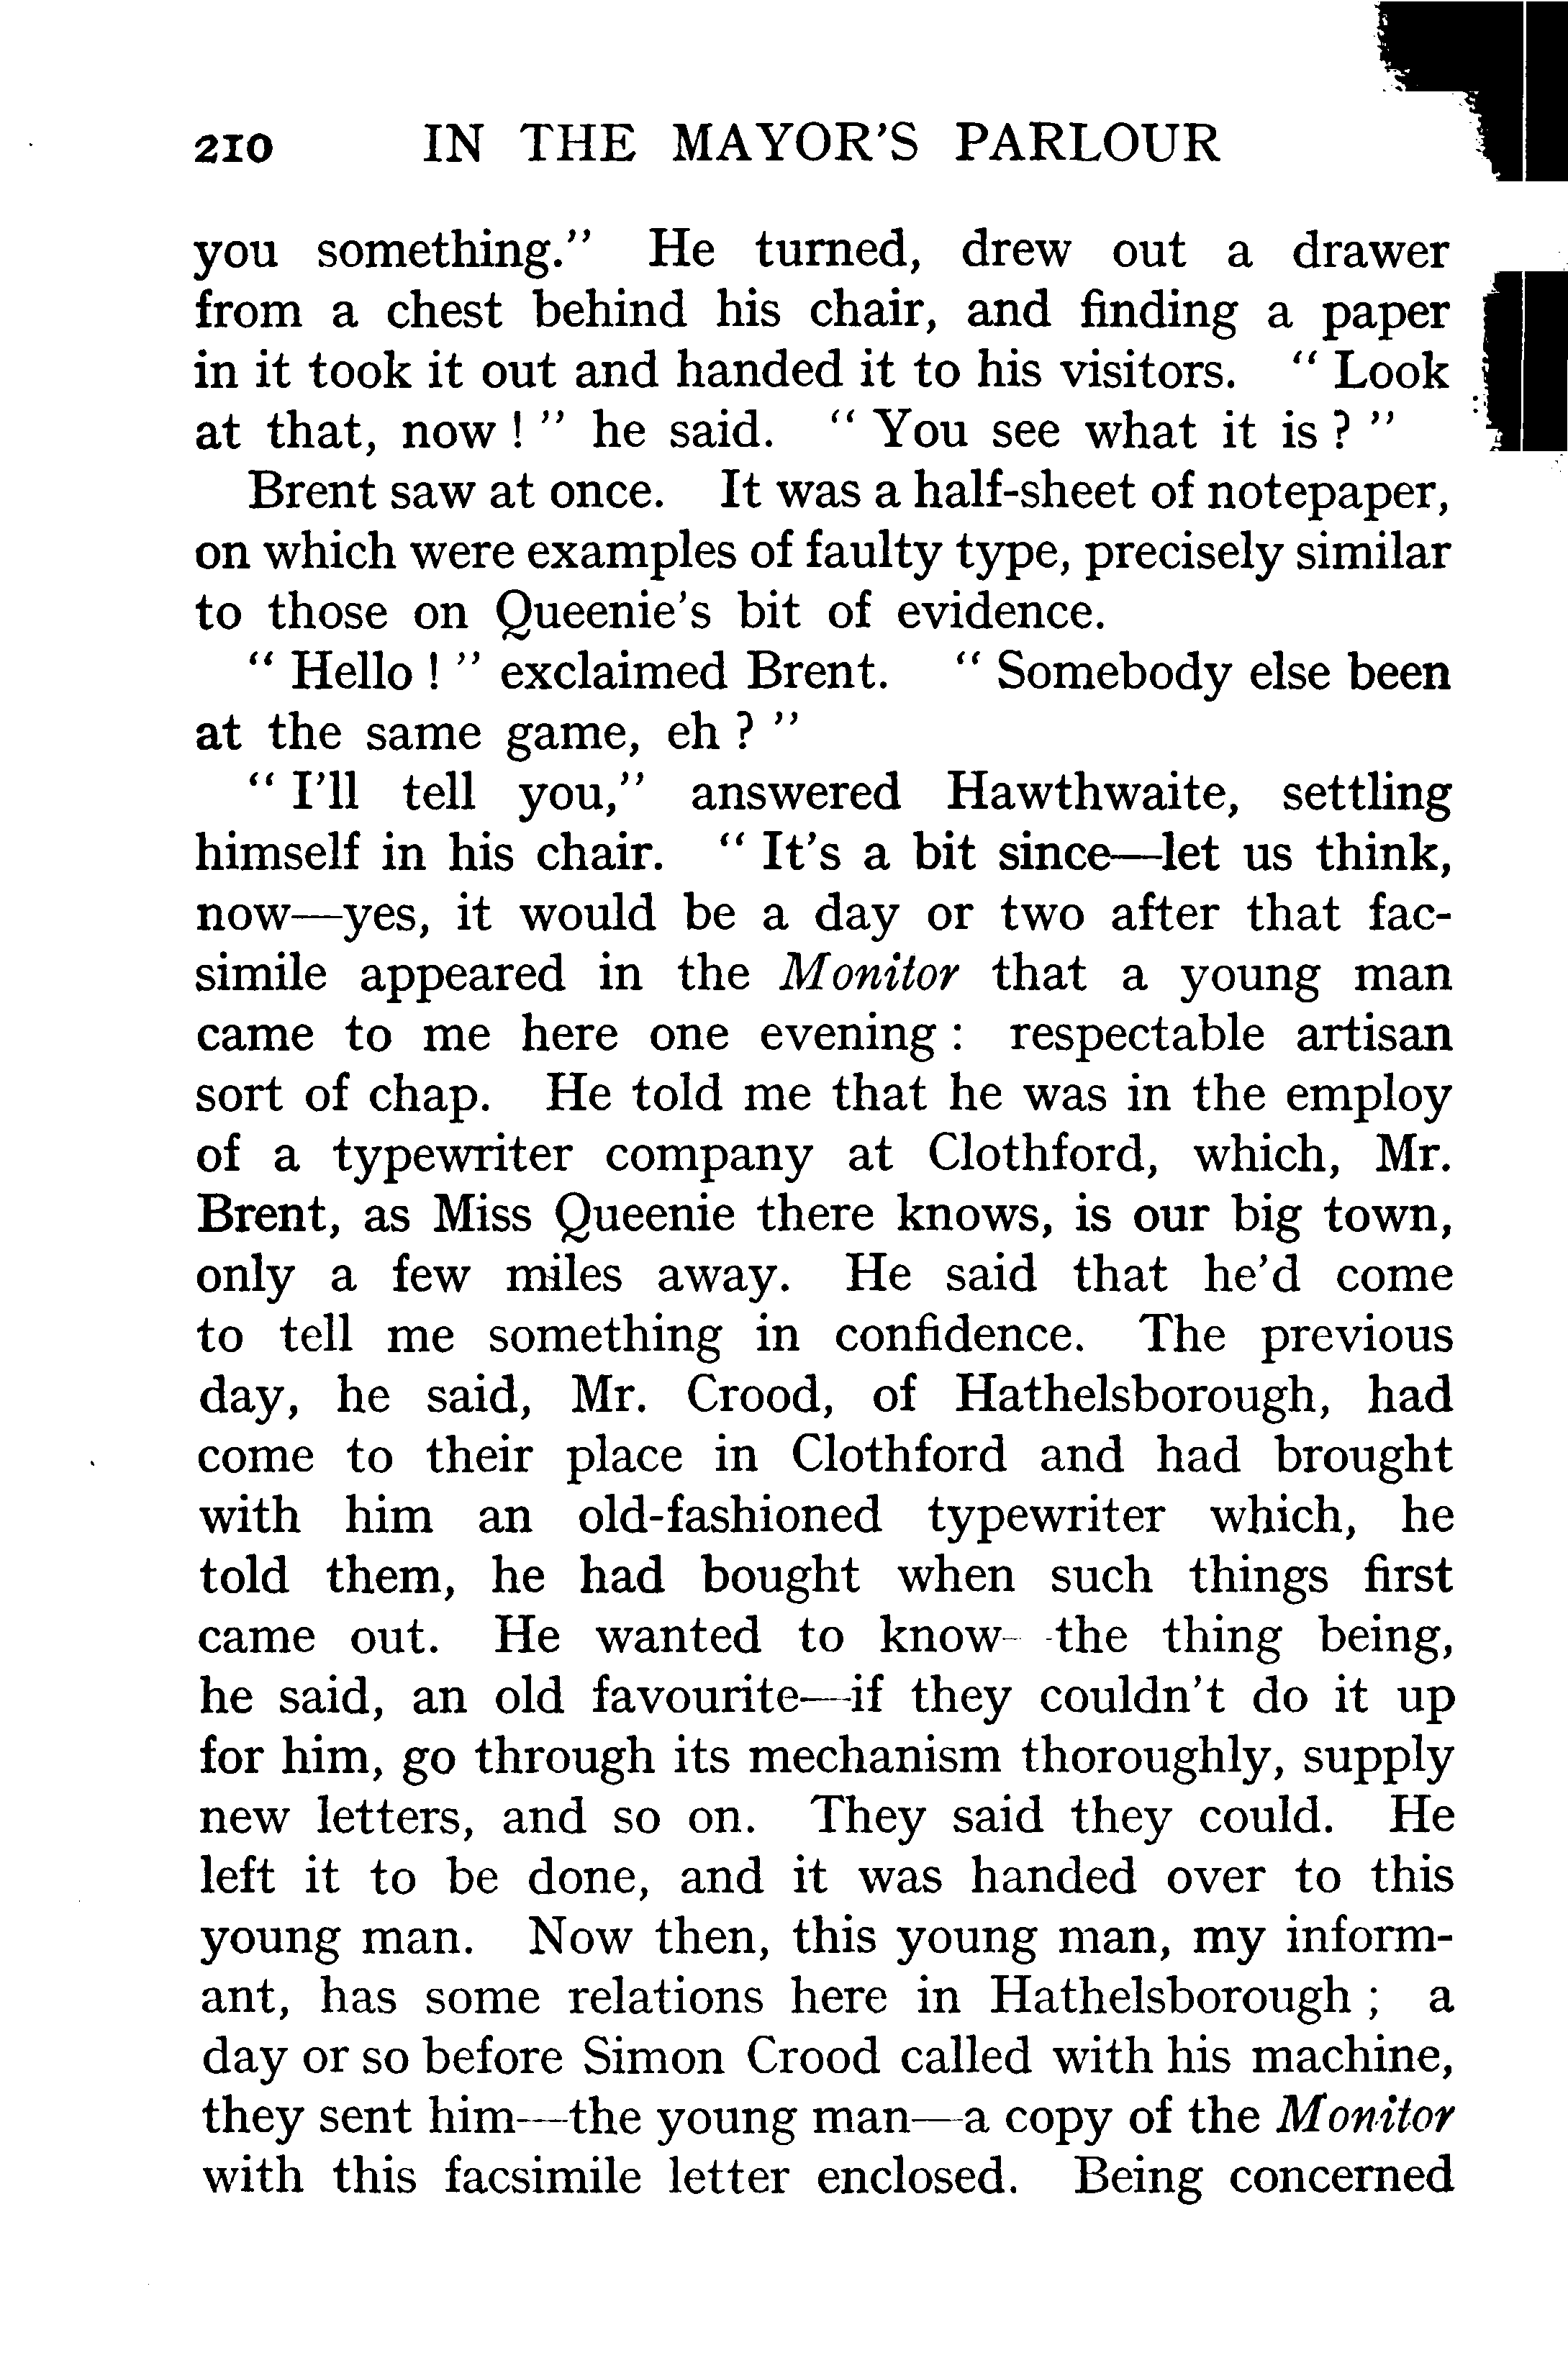 210 IN THE MAYOR'S PARLOUR
you something." He turned, drew out a drawer
from a chest behind his chair, and finding a paper
in it took it out and handed it to his visitors. "Look
at that, now!" he said. "You see what it is?"
Brent saw at once. It was a half-sheet of notepaper,
on which were examples of faulty type, precisely similar
to those on Queenie's bit of evidence.
"Hello!" exclaimed Brent. "Somebody else been
at the same game, eh?"
"I'll tell you," answered Hawthwaite, settling
himself in his chair. "It's a bit since—let us think,
now—yes, it would be a day or two after that fac-
simile appeared in the Monitor that a young man
came to me here one evening: respectable artisan
sort of chap. He told me that he was in the employ
of a typewriter company at Clothford, which, Mr.
Brent, as Miss Queenie there knows, is our big town,
only a few miles away. He said that he'd come
to tell me something in confidence. The previous
day, he said, Mr. Crood, of Hathelsborough, had
come to their place in Clothford and had brought
with him an old-fashioned typewriter which, he
told them, he had bought when such things first
came out. He wanted to know—the thing being,
he said, an old favourite—if they couldn't do it up
for him, go through its mechanism thoroughly, supply
new letters, and so on. They said they could. He
left it to be done, and it was handed over to this
young man. Now then, this young man, my inform-
ant, has some relations here in Hathelsborough; a
day or so before Simon Crood called with his machine,
they sent him—the young man—a copy of the Monitor
with this facsimile letter enclosed. Being concerned